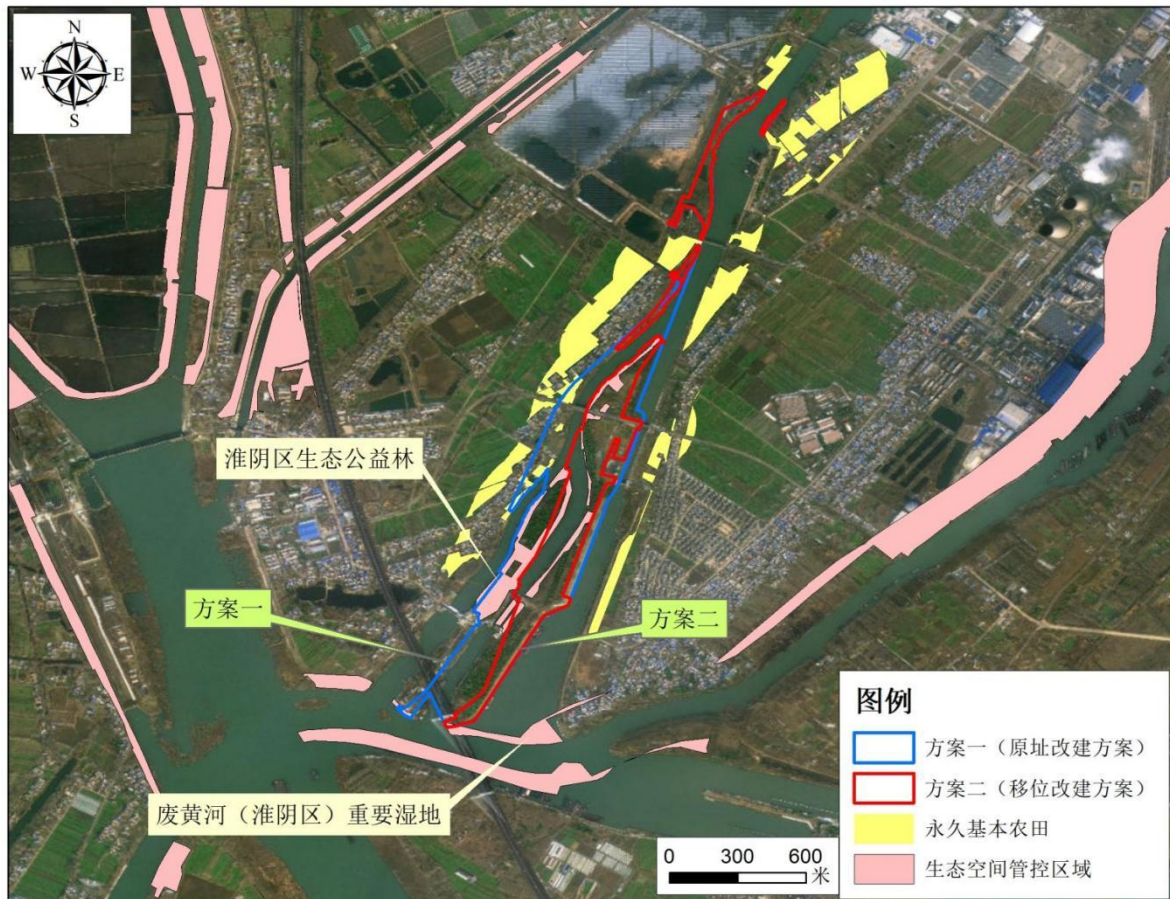 N
W E
S
淮阴区生态公益林
方案一
方案二
废黄河（淮阴区）重要湿地
0 300 600
米
图例
方案一（原址改建方案）
方案二（移位改建方案）
永久基本农田
生态空间管控区域